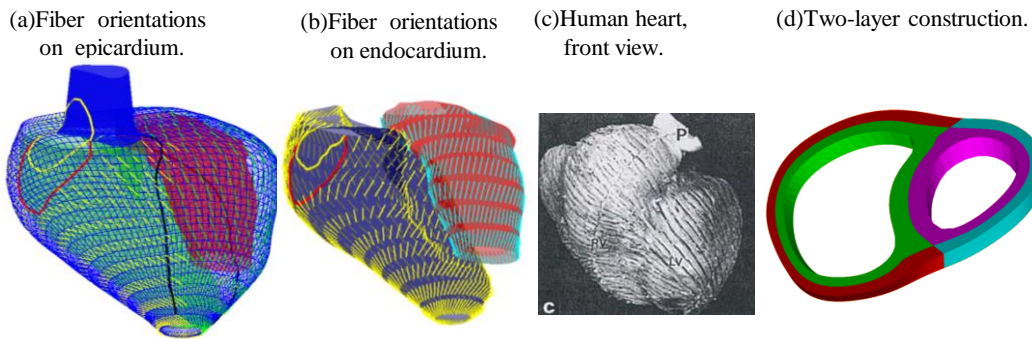 (a)Fiber orientations
on epicardium.
(b)Fiber orientations
on endocardium.
(c)Human heart,
front view.
(d)Two-layer construction.
P
RV
LV
C